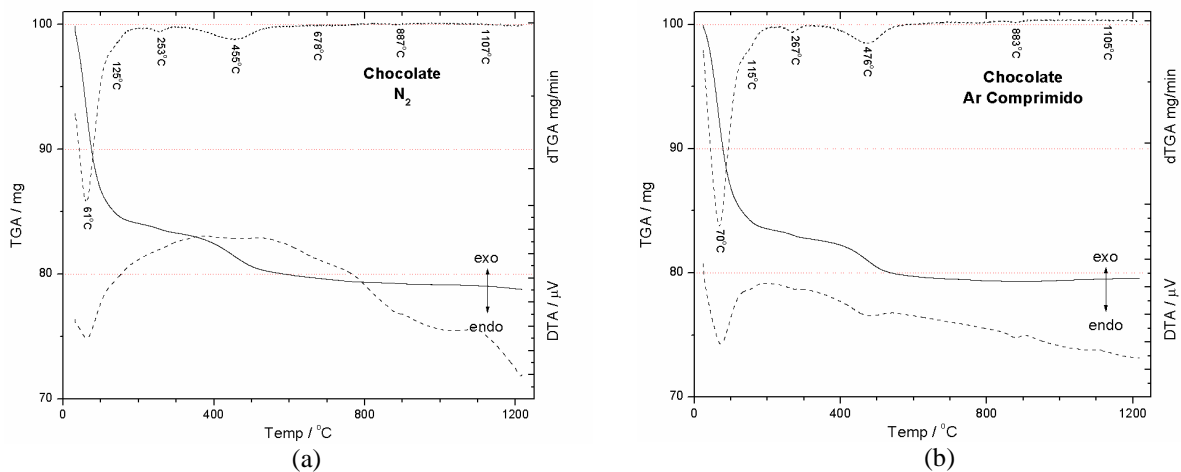 100
90
80
70
TGA / mg
0
400
800
1200
Temp / °C
125°C
253°C
455°C
678°C
887°C
1107°C
61°C
Chocolate
N₂
exo
endo
dTGA mg/min
DTA / µV
(a)
100
90
80
70
TGA / mg
0
400
800
1200
Temp / °C
115°C
267°C
476°C
883°C
1105°C
70°C
Chocolate
Ar Comprimido
exo
endo
dTGA mg/min
DTA / µV
(b)